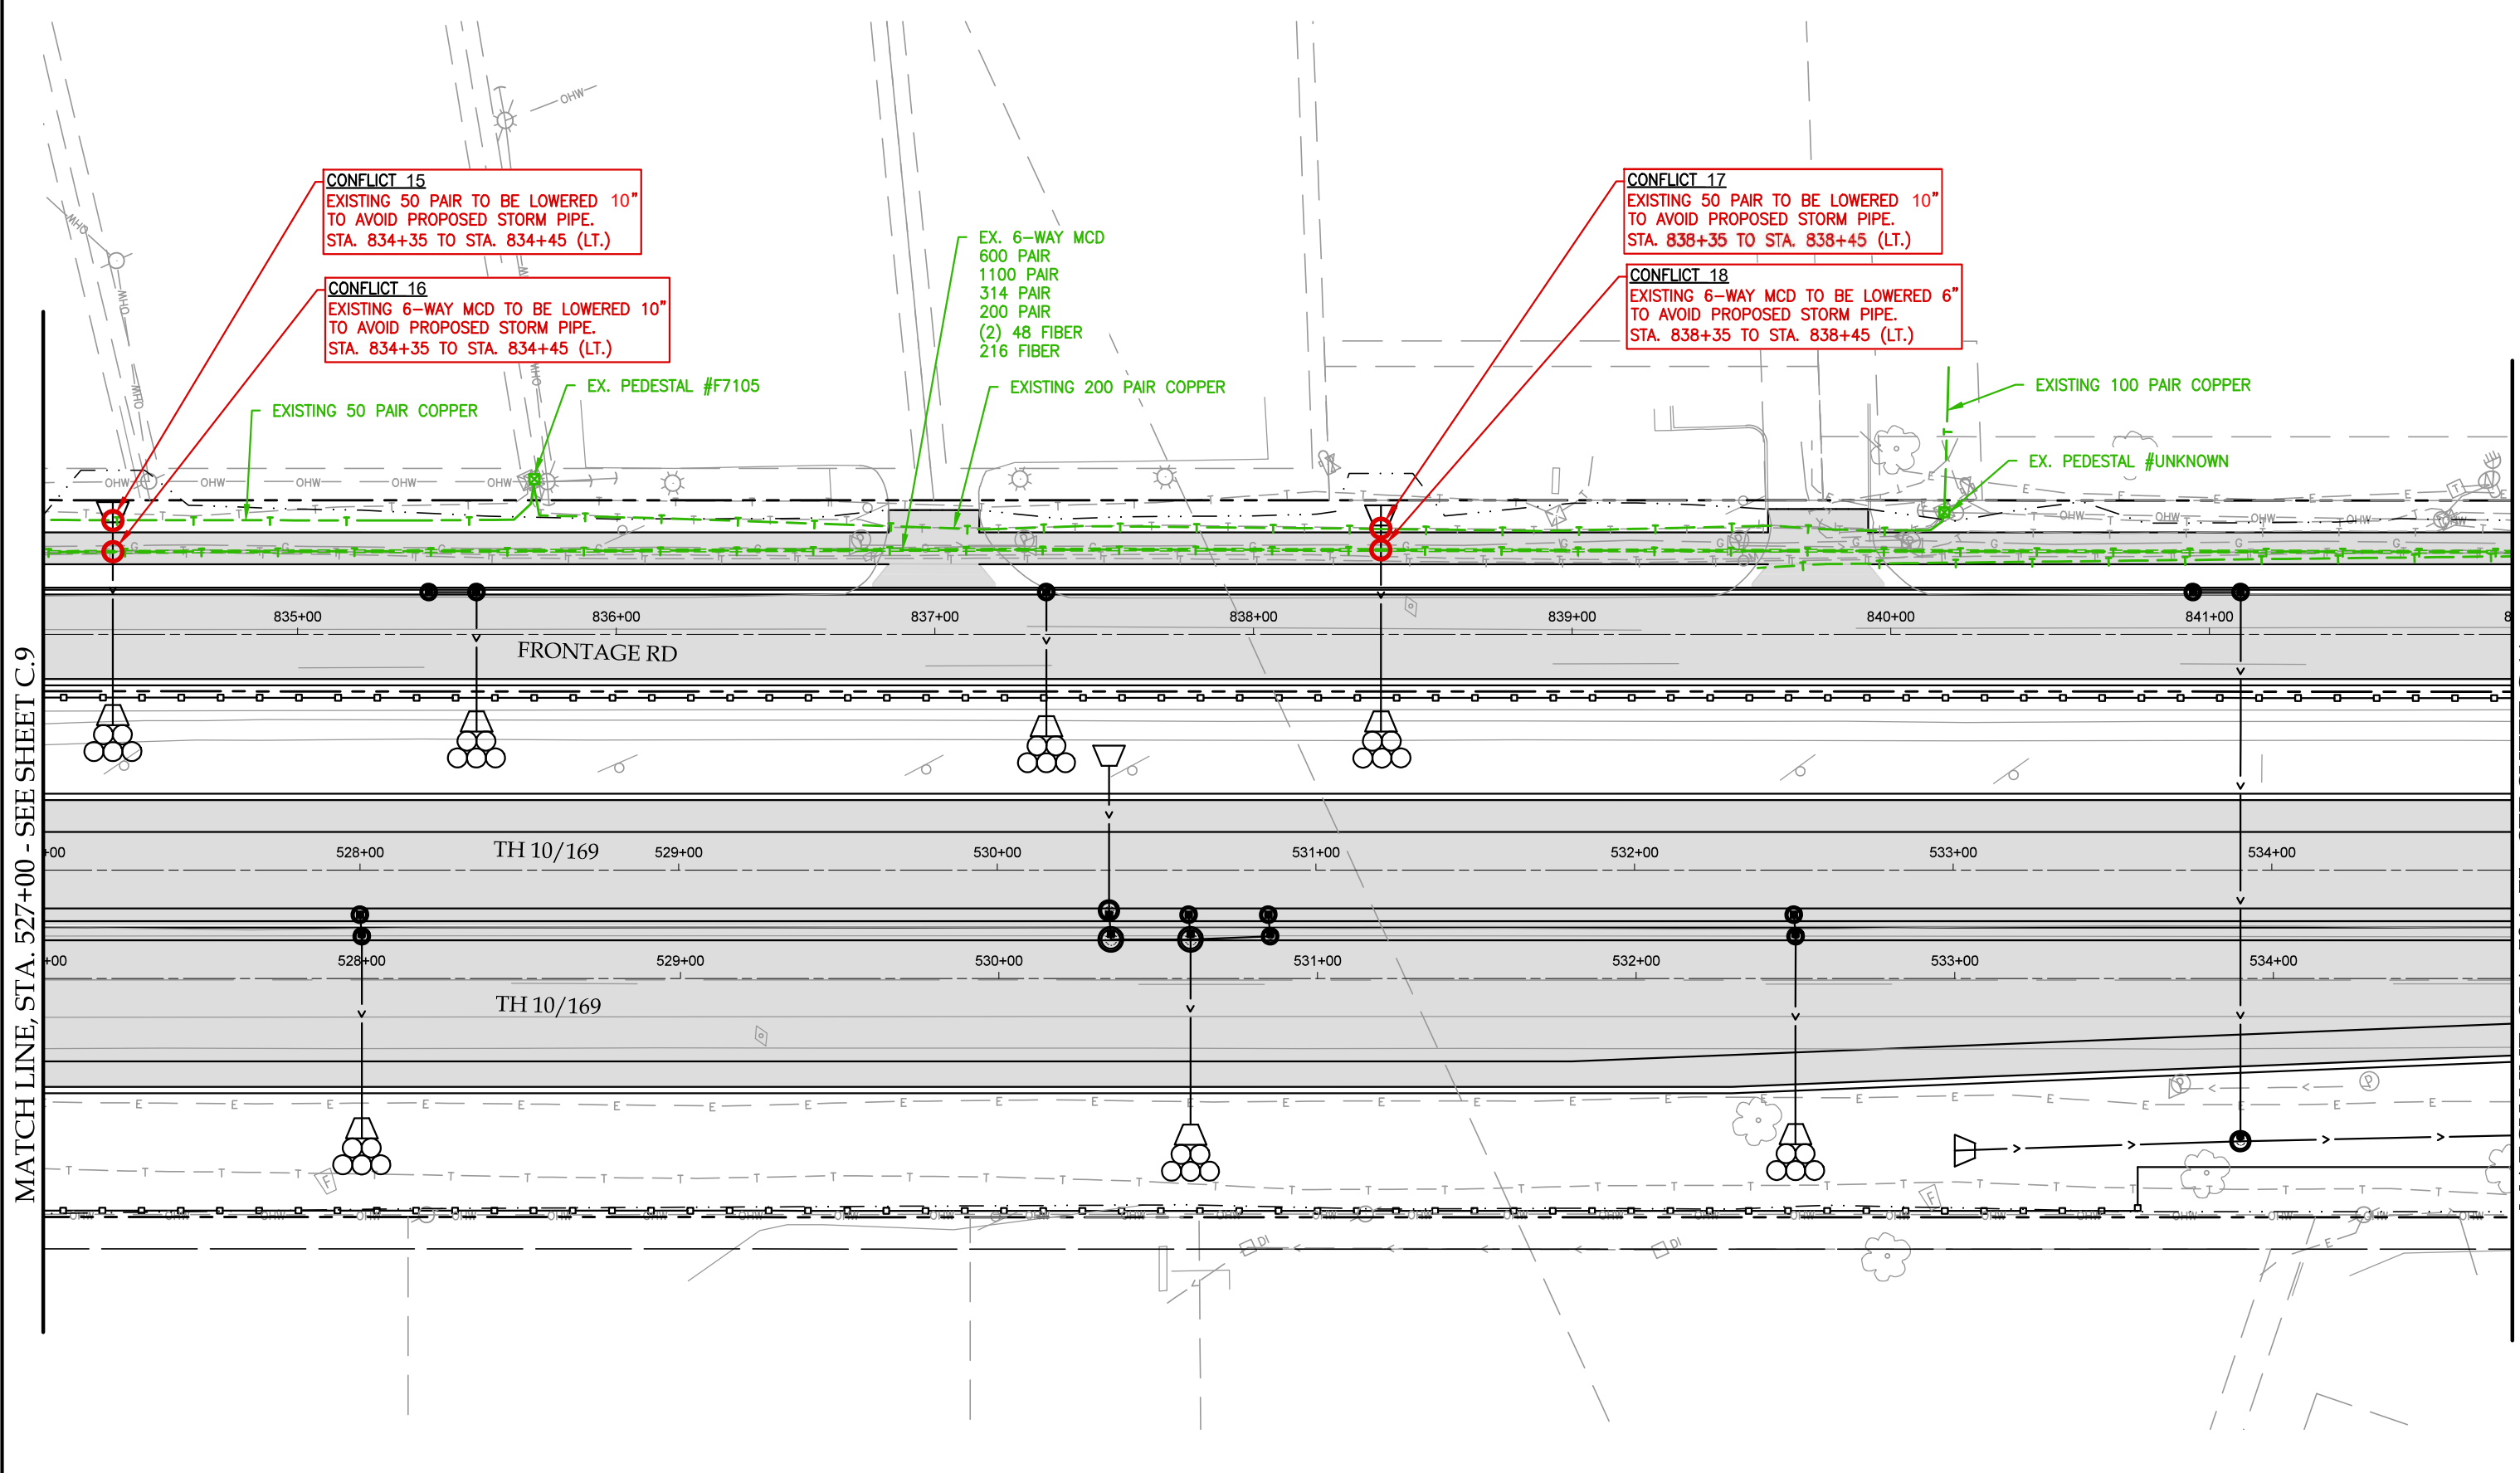 CONFLICT 15
EXISTING 50 PAIR TO BE LOWERED 10"
TO AVOID PROPOSED STORM PIPE.
STA. 834+35 TO STA. 834+45 (LT.)
CONFLICT 16
EXISTING 6-WAY MCD TO BE LOWERED 10"
TO AVOID PROPOSED STORM PIPE.
STA. 834+35 TO STA. 834+45 (LT.)
EX. 6-WAY MCD
600 PAIR
1100 PAIR
314 PAIR
200 PAIR
(2) 48 FIBER
216 FIBER
CONFLICT 17
EXISTING 50 PAIR TO BE LOWERED 10"
TO AVOID PROPOSED STORM PIPE.
STA. 838+35 TO STA. 838+45 (LT.)
CONFLICT 18
EXISTING 6-WAY MCD TO BE LOWERED 6"
TO AVOID PROPOSED STORM PIPE.
STA. 838+35 TO STA. 838+45 (LT.)
EXISTING 50 PAIR COPPER
EX. PEDESTAL #F7105
EXISTING 200 PAIR COPPER
EXISTING 100 PAIR COPPER
EX. PEDESTAL #UNKNOWN
OHW OHW OHW OHW OHW
835+00 836+00 837+00 838+00 839+00 840+00 841+00
FRONTAGE RD
MATCH LINE, STA. 527+00 - SEE SHEET C.9
+00 528+00 529+00 530+00 531+00 532+00 533+00 534+00
TH 10/169
+00 528+00 529+00 530+00 531+00 532+00 533+00 534+00
TH 10/169
E E E E E E E E E E E E E E E E E E E E E E E E E
DI
DI